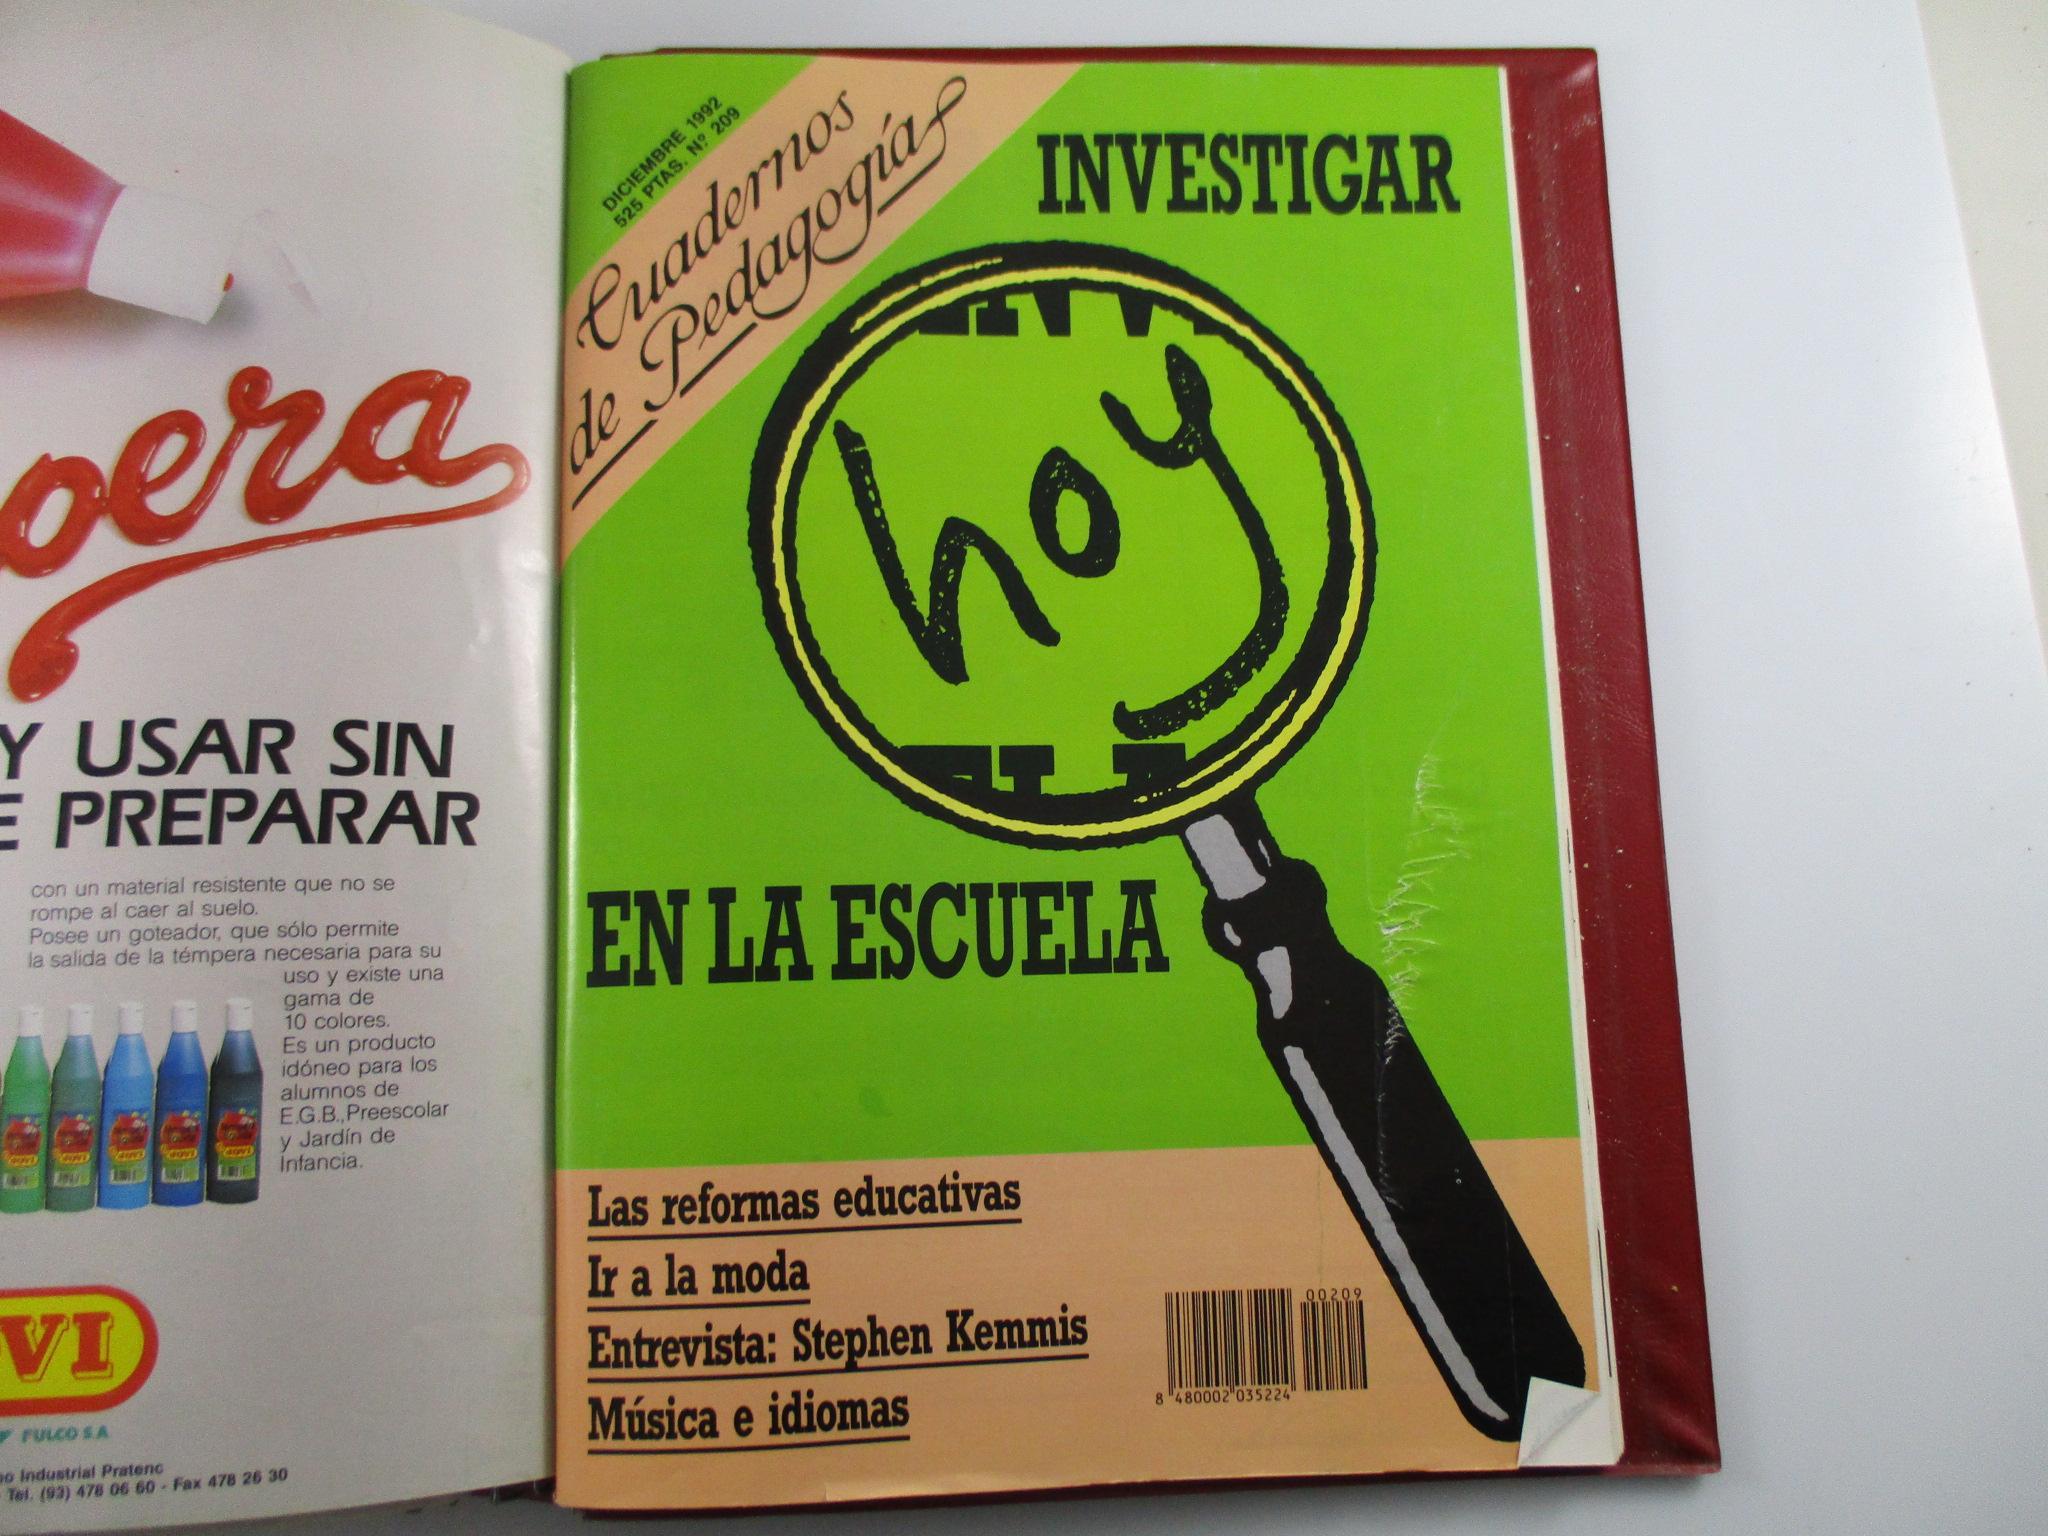 Y USAR SIN
PREPARAR
con un material resistente que no se
rompe al caer al suelo.
Posee un goteador, que sólo permite
la salida de la témpera necesaria para su
uso y existe una
gama de
10 colores.
Es un producto
idóneo para los
alumnos de
E.G.B., Preescolar
y Jardín de
Infancia.
FULCO S.A
Industrial Pratenc
Tel. (93) 478 06 60 - Fax 478 26 30
DICIEMBRE 1992
525 PTAS. Nº 209
Cuadernos
de Pedagogía
INVESTIGAR
hoy
EN LA ESCUELA
Las reformas educativas
Ir a la moda
Entrevista: Stephen Kemmis
Música e idiomas
00209
8 480002 035224